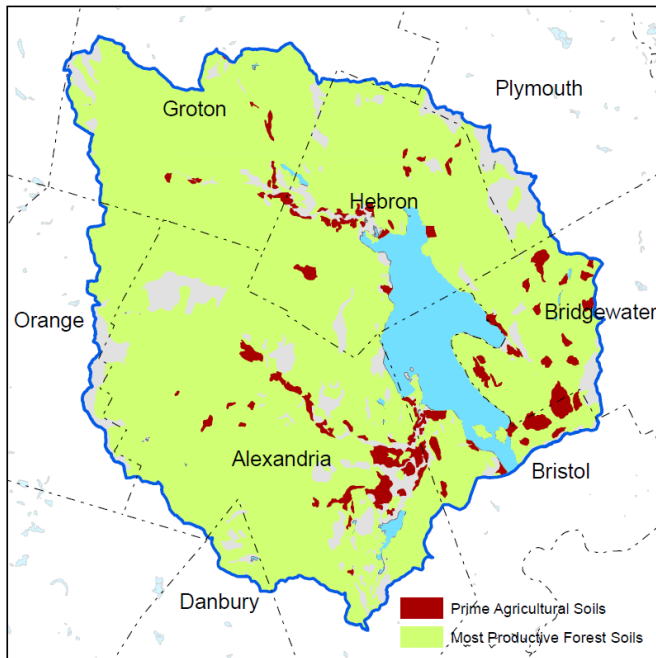 Plymouth
Groton
Hebron
Orange
Bridgewater
Alexandria
Bristol
Danbury
Prime Agricultural Soils
Most Productive Forest Soils